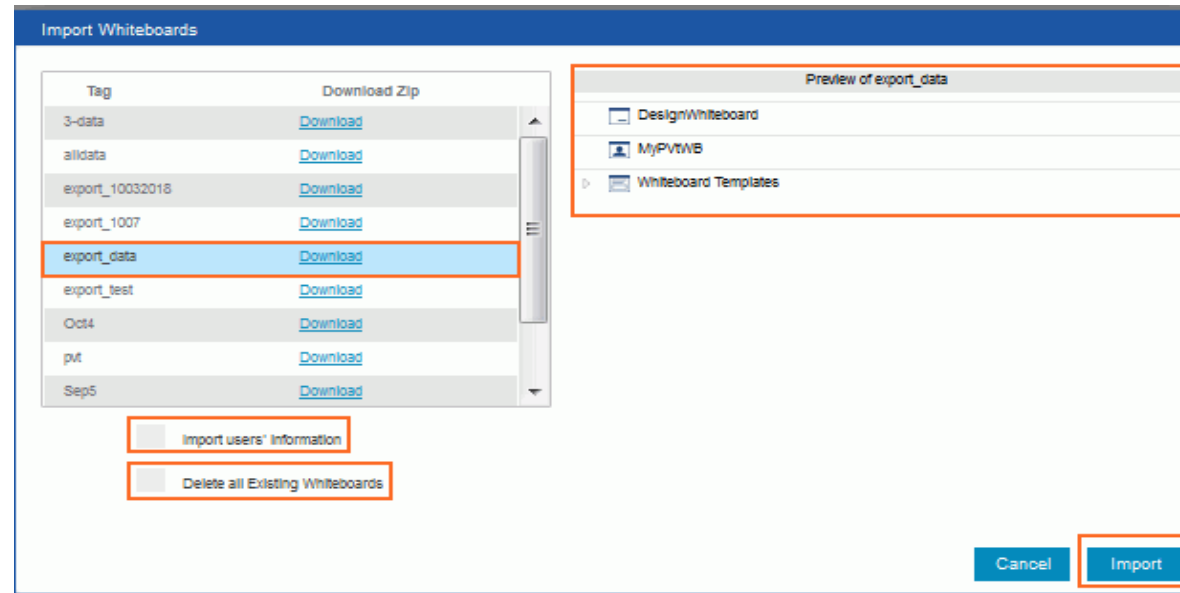 Import Whiteboards
Tag Download Zip
3-data Download
alldata Download
export_10032018 Download
export_1007 Download
export_data Download
export_test Download
Oct4 Download
pvt Download
Sep5 Download
Import users' Information
Delete all Existing Whiteboards
Preview of export_data
DesignWhiteboard
MyPVtWB
Whiteboard Templates
Cancel Import